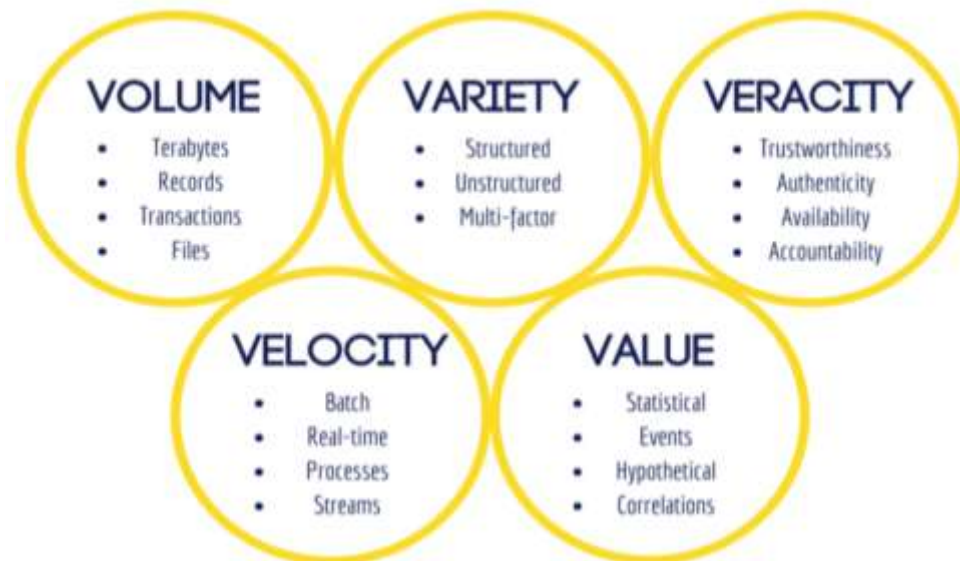 VOLUME
• Terabytes
• Records
• Transactions
• Files
VARIETY
• Structured
• Unstructured
• Multi-factor
VERACITY
• Trustworthiness
• Authenticity
• Availability
• Accountability
VELOCITY
• Batch
• Real-time
• Processes
• Streams
VALUE
• Statistical
• Events
• Hypothetical
• Correlations